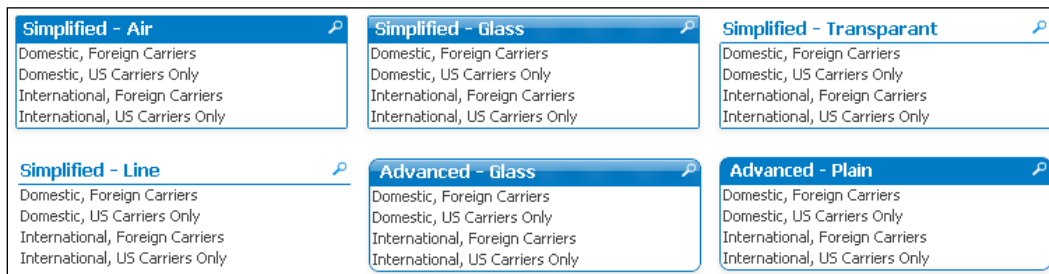 Simplified - Air
Domestic, Foreign Carriers
Domestic, US Carriers Only
International, Foreign Carriers
International, US Carriers Only
Simplified - Glass
Domestic, Foreign Carriers
Domestic, US Carriers Only
International, Foreign Carriers
International, US Carriers Only
Simplified - Transparant
Domestic, Foreign Carriers
Domestic, US Carriers Only
International, Foreign Carriers
International, US Carriers Only
Simplified - Line
Domestic, Foreign Carriers
Domestic, US Carriers Only
International, Foreign Carriers
International, US Carriers Only
Advanced - Glass
Domestic, Foreign Carriers
Domestic, US Carriers Only
International, Foreign Carriers
International, US Carriers Only
Advanced - Plain
Domestic, Foreign Carriers
Domestic, US Carriers Only
International, Foreign Carriers
International, US Carriers Only